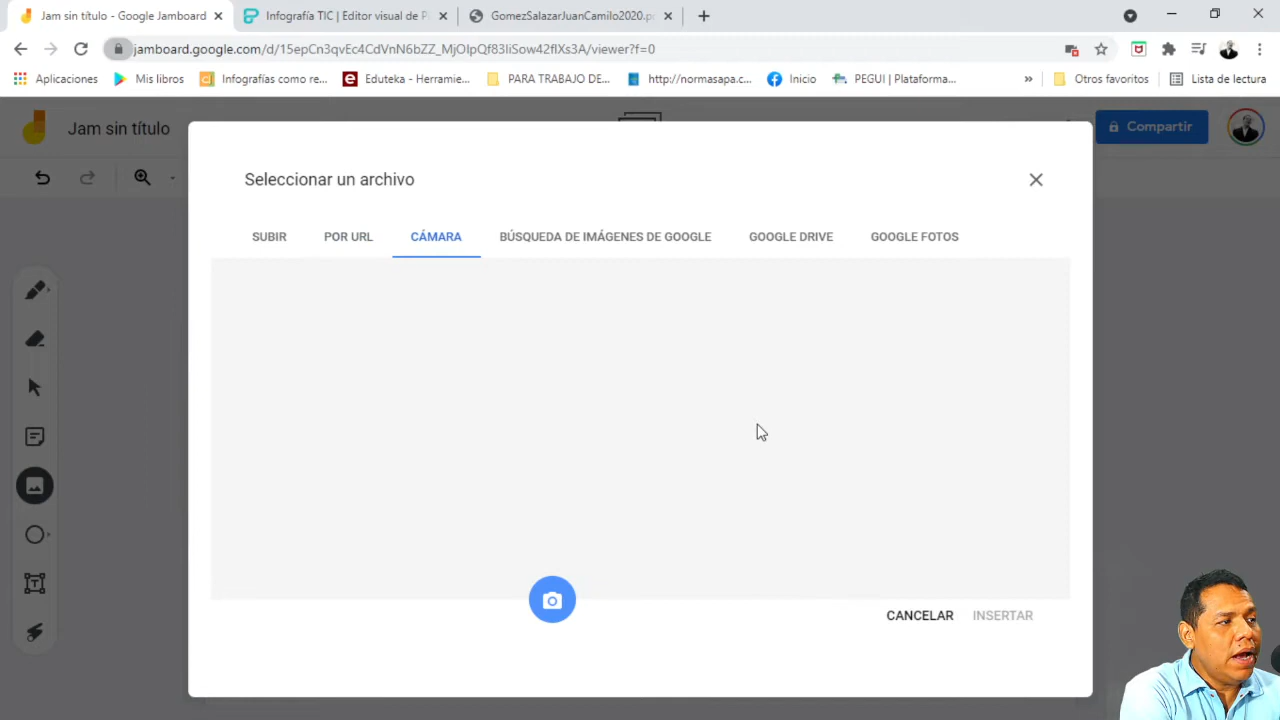 Jam sin título - Google Jamboard
Infografía TIC | Editor visual de P
GomezSalazarJuanCamilo2020.p
jamboard.google.com/d/15epCn3qvEc4CdVnN6bZZ_MjOlpQf83IiSow42flXs3A/viewer?f=0
Aplicaciones
Mis libros
Infografías como re...
Eduteka - Herramie...
PARA TRABAJO DE...
http://normasapa.c...
Inicio
PEGUI | Plataforma...
»
Otros favoritos
Lista de lectura
Jam sin título
Compartir
Seleccionar un archivo
SUBIR
POR URL
CÁMARA
BÚSQUEDA DE IMÁGENES DE GOOGLE
GOOGLE DRIVE
GOOGLE FOTOS
CANCELAR
INSERTAR